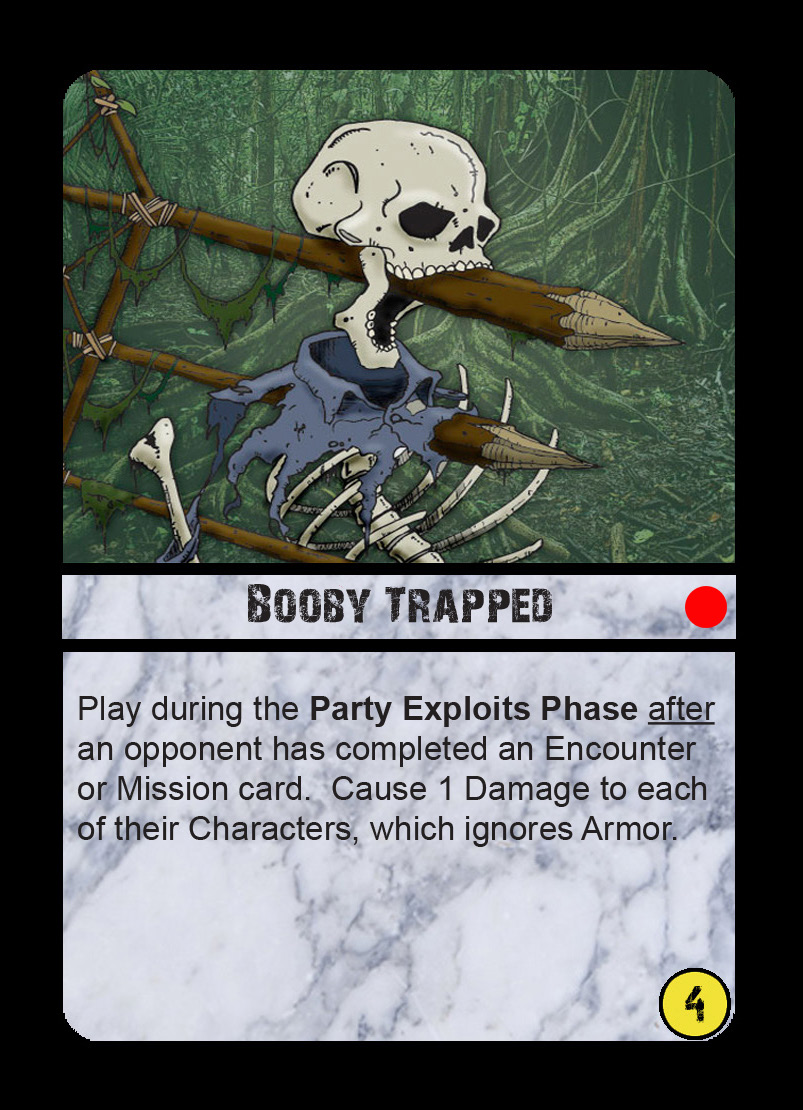 Booby Trapped
Play during the Party Exploits Phase after
an opponent has completed an Encounter
or Mission card.  Cause 1 Damage to each
of their Characters, which ignores Armor.
4